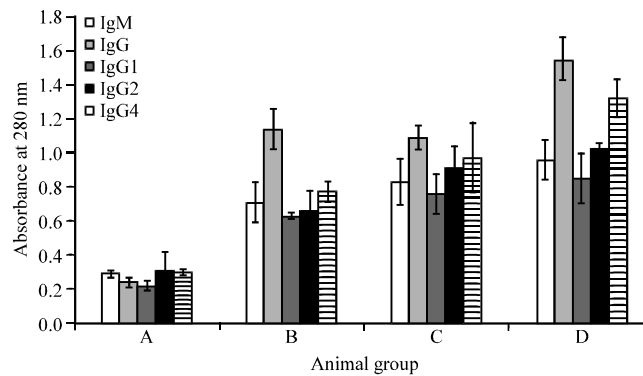 1.8
1.6
1.4
1.2
1.0
0.8
0.6
0.4
0.2
0.0
Absorbance at 280 nm
IgM
IgG
IgG1
IgG2
IgG4
A B C D
Animal group